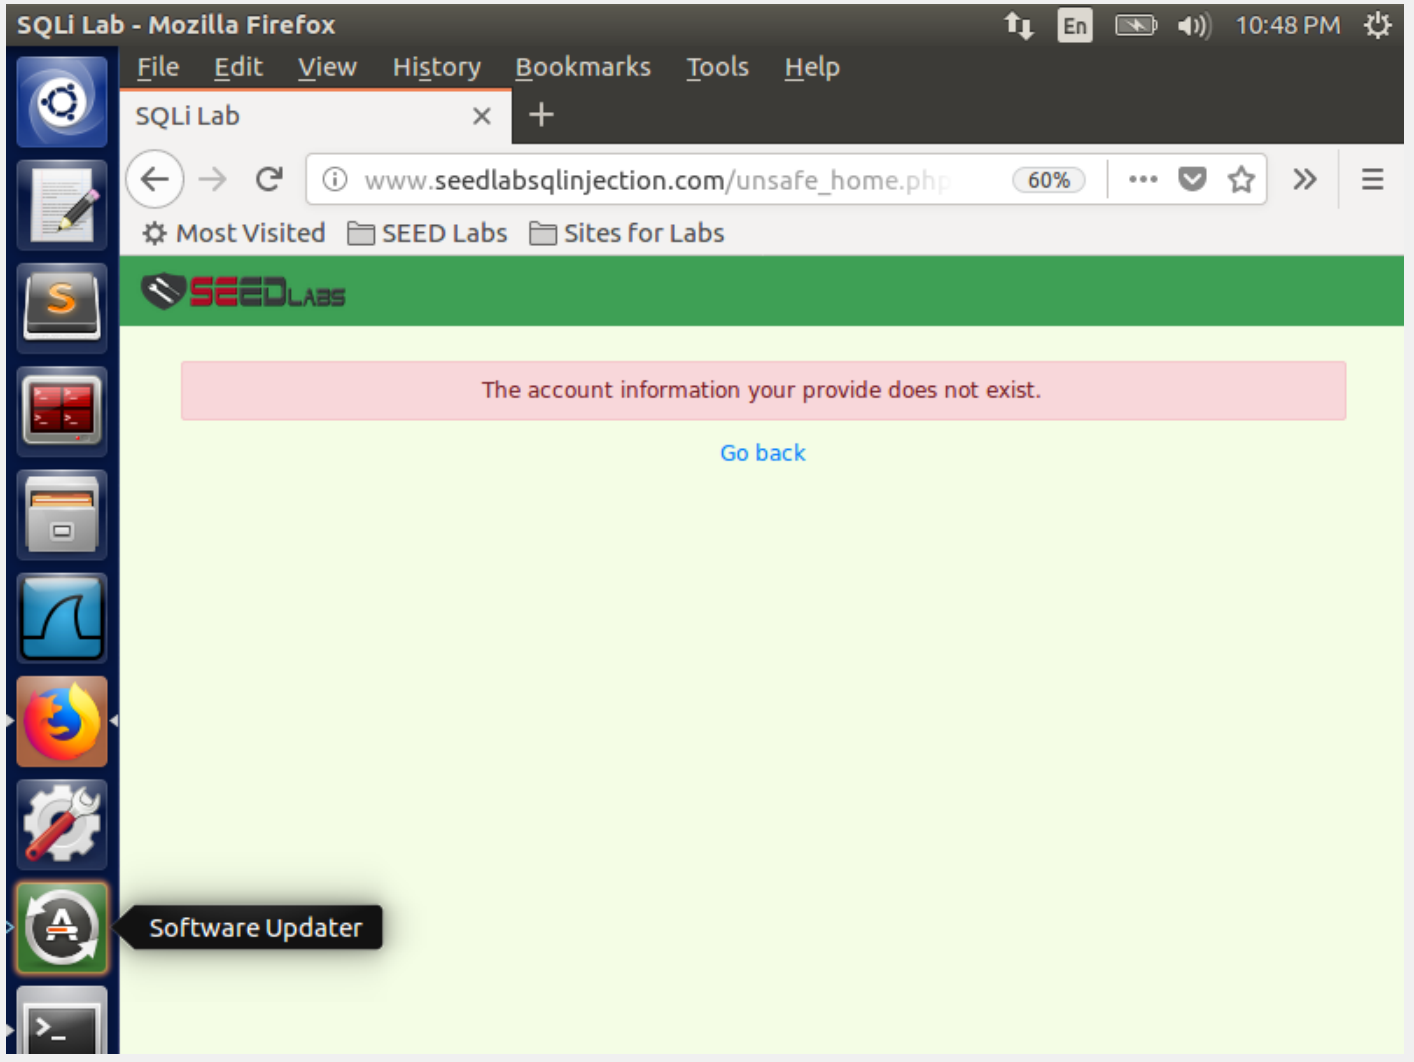 SQLi Lab - Mozilla Firefox
En
10:48 PM
File Edit View History Bookmarks Tools Help
SQLi Lab
www.seedlabsqlinjection.com/unsafe_home.php
60%
Most Visited SEED Labs Sites for Labs
SEEDLABS
The account information your provide does not exist.
Go back
Software Updater